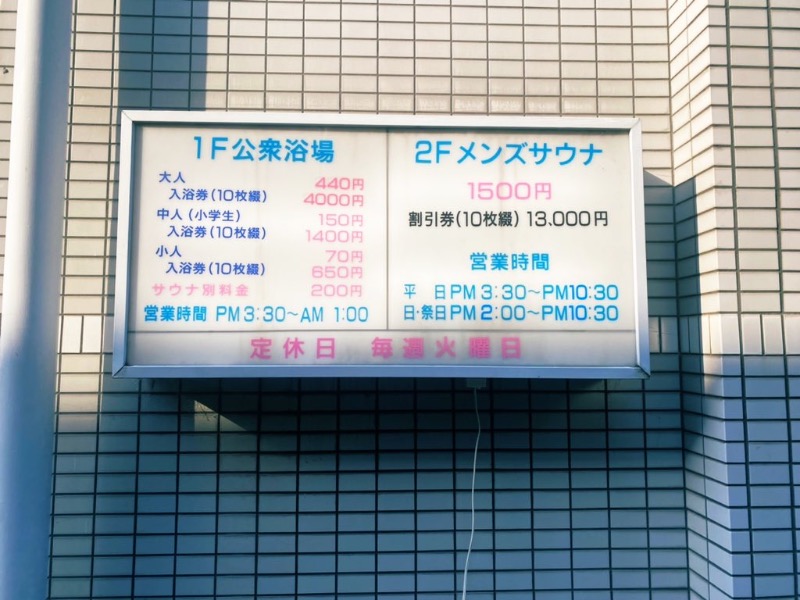 1F公衆浴場
大人 440円
入浴券(10枚綴) 4000円
中人(小学生) 150円
入浴券(10枚綴) 1400円
小人 70円
入浴券(10枚綴) 650円
サウナ別料金 200円
営業時間 PM3:30〜AM 1:00
2Fメンズサウナ
1500円
割引券(10枚綴) 13.000円
営業時間
平 日 PM 3:30〜PM10:30
日・祭日 PM 2:00〜PM10:30
定休日 毎週火曜日